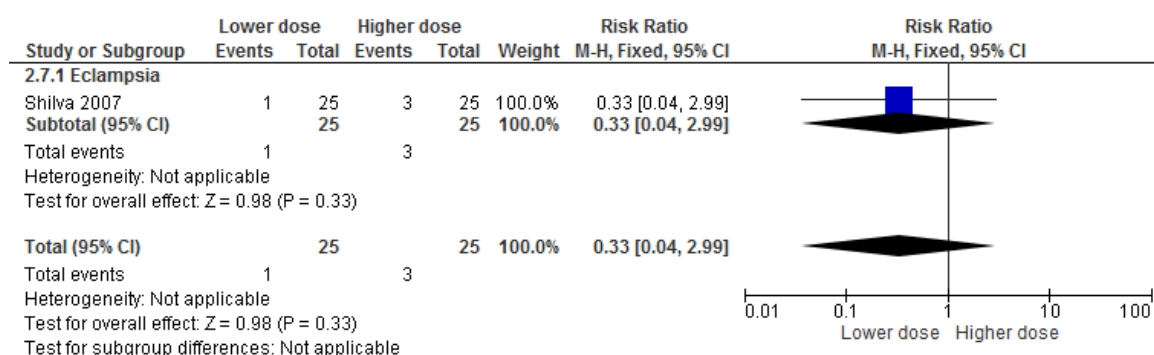 Lower dose Higher dose Risk Ratio Risk Ratio
Study or Subgroup Events Total Events Total Weight M-H, Fixed, 95% CI M-H, Fixed, 95% CI
2.7.1 Eclampsia
Shilva 2007 1 25 3 25 100.0% 0.33 [0.04, 2.99]
Subtotal (95% CI) 25 25 100.0% 0.33 [0.04, 2.99]
Total events 1 3
Heterogeneity: Not applicable
Test for overall effect: Z = 0.98 (P = 0.33)
Total (95% CI) 25 25 100.0% 0.33 [0.04, 2.99]
Total events 1 3
Heterogeneity: Not applicable
Test for overall effect: Z = 0.98 (P = 0.33)
Test for subgroup differences: Not applicable
0.01 0.1 1 10 100
Lower dose Higher dose